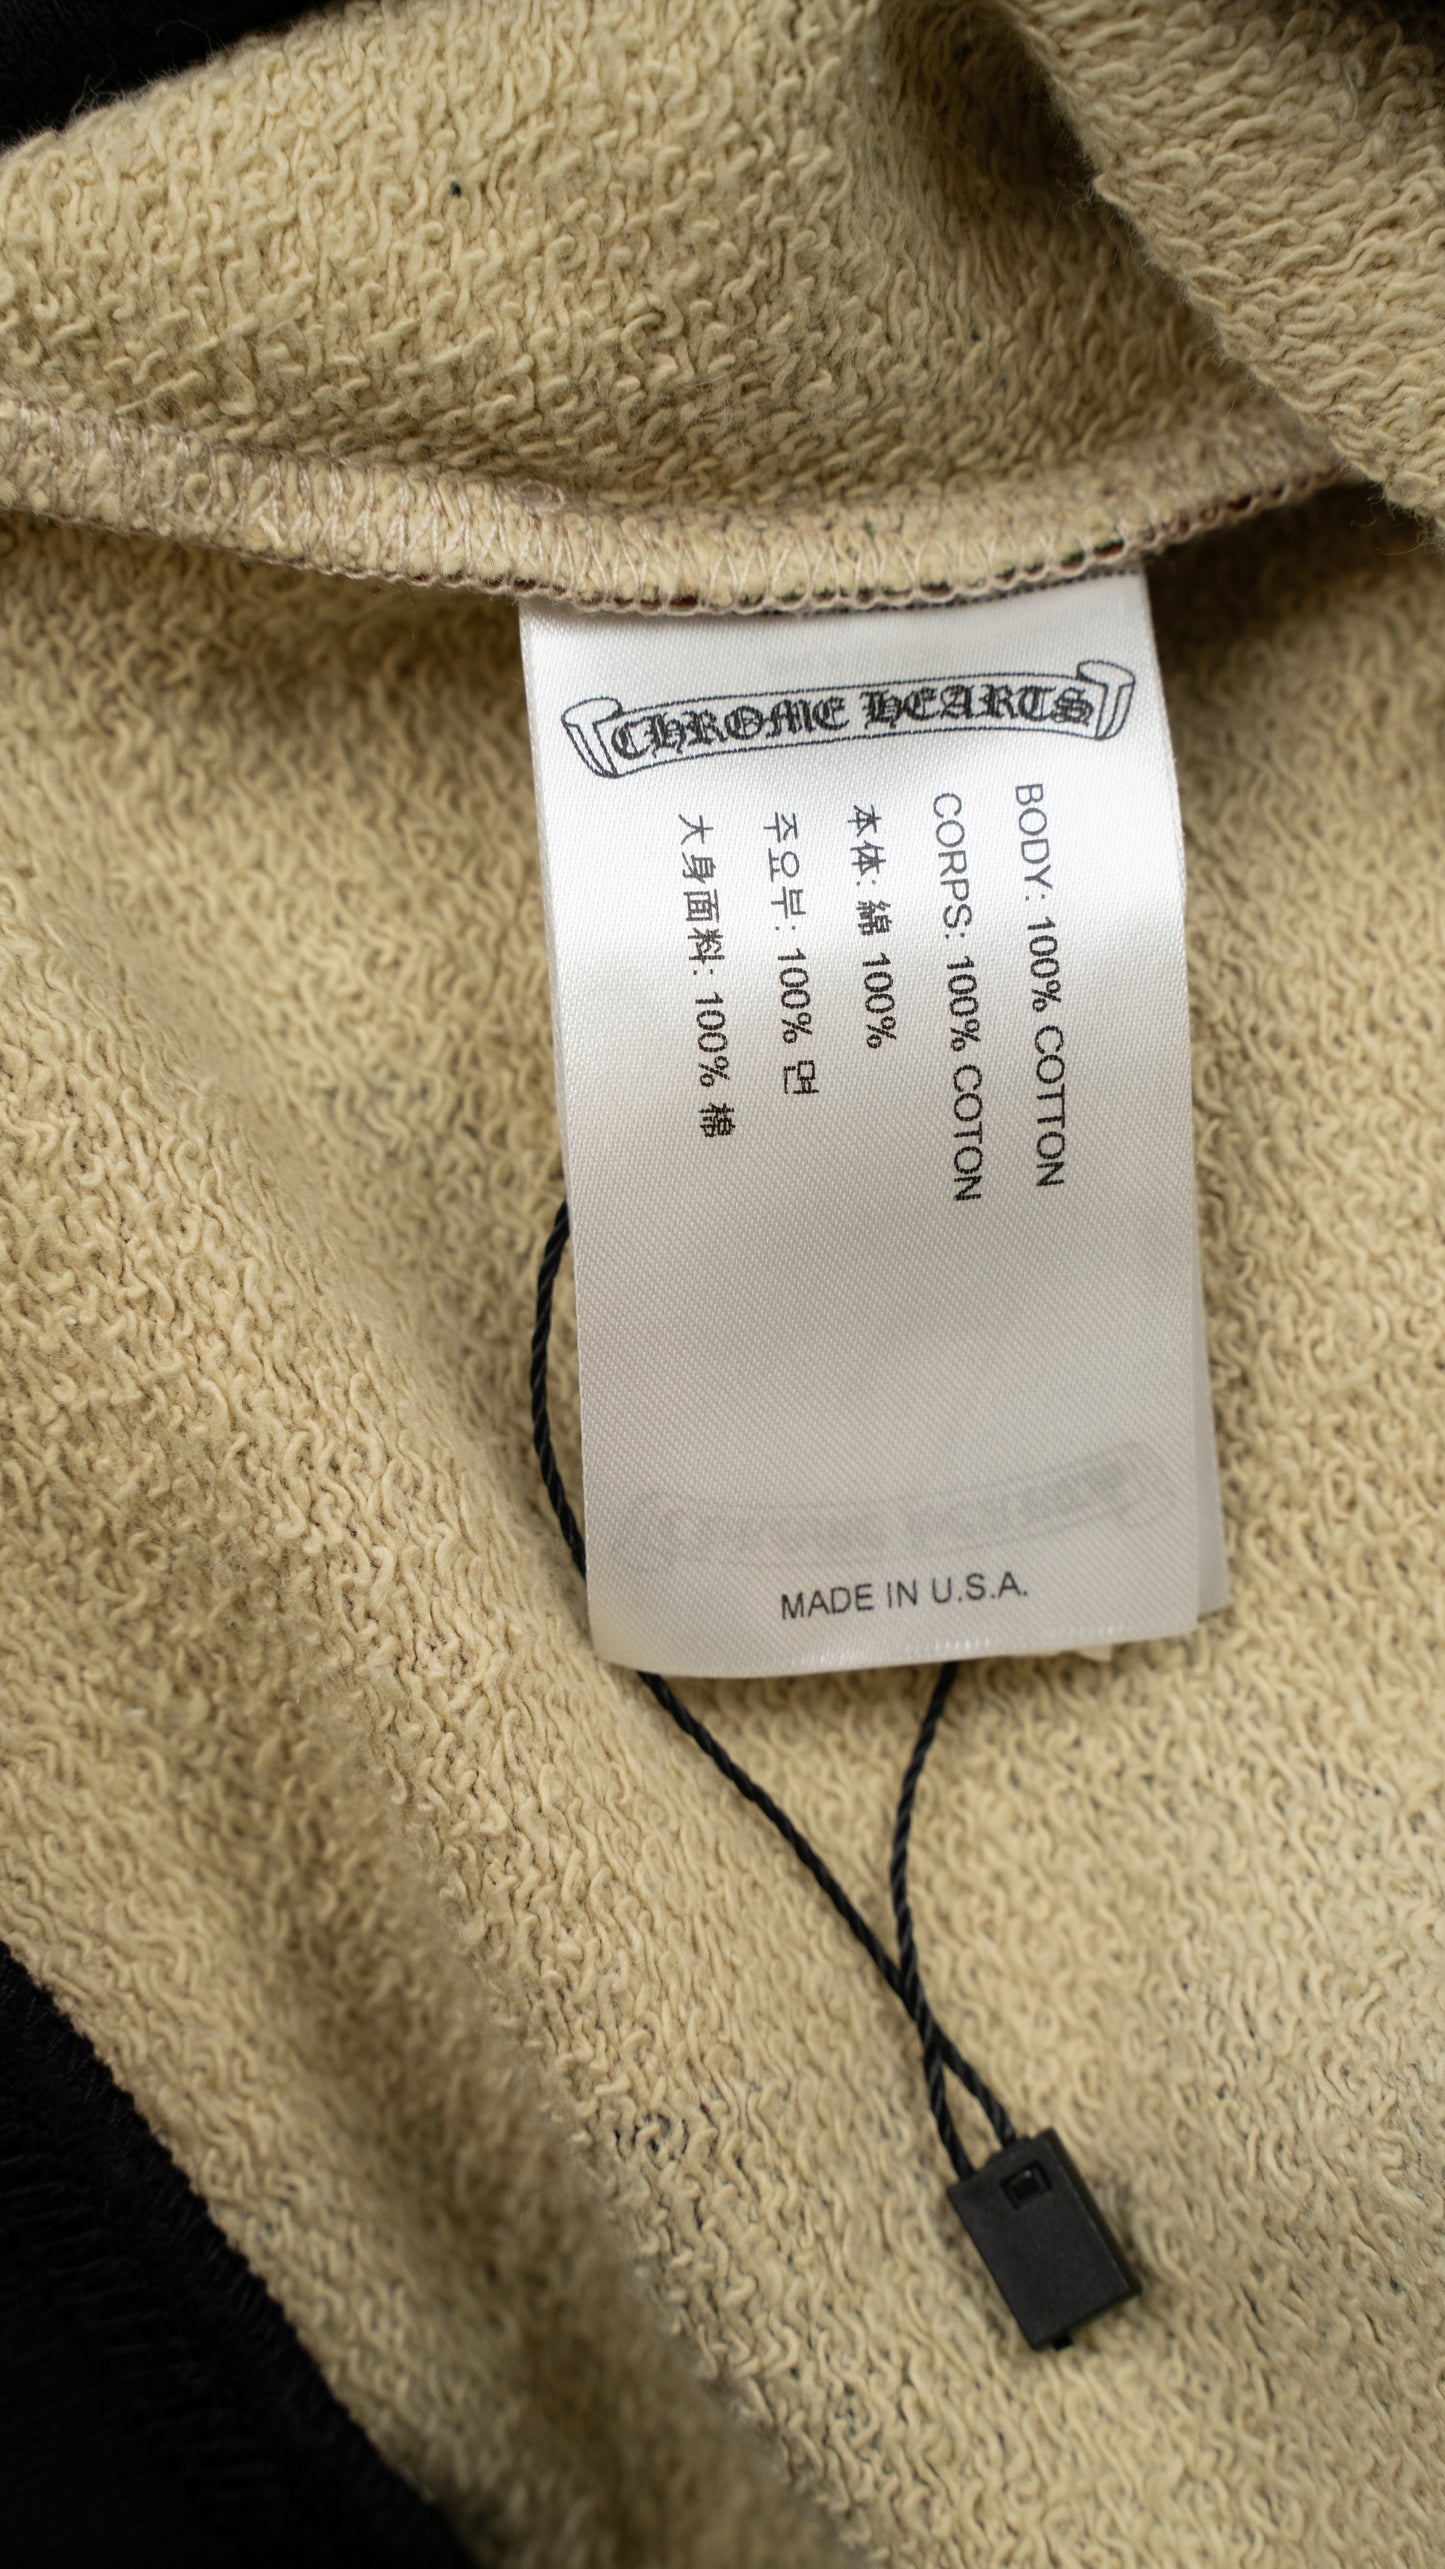 CHROME HEARTS
BODY: 100% COTTON
CORPS: 100% COTON
本体: 綿 100%
주요부: 100% 면
大身面料: 100% 棉
MADE IN U.S.A.